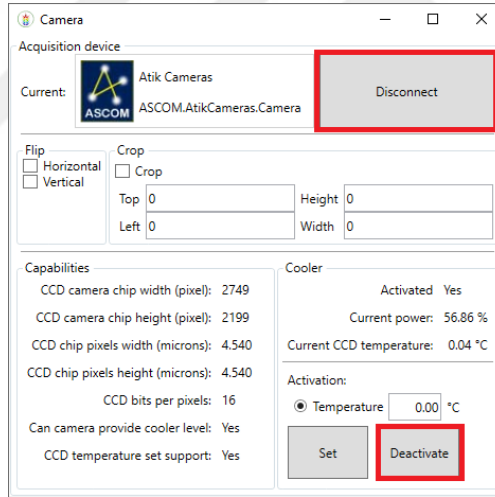 Camera
Acquisition device
Current:
ASCOM
Atik Cameras
ASCOM.AtikCameras.Camera
Disconnect
Flip
Horizontal
Vertical
Crop
Crop
Top 0 Height 0
Left 0 Width 0
Capabilities
CCD camera chip width (pixel): 2749
CCD camera chip height (pixel): 2199
CCD chip pixels width (microns): 4.540
CCD chip pixels height (microns): 4.540
CCD bits per pixels: 16
Can camera provide cooler level: Yes
CCD temperature set support: Yes
Cooler
Activated Yes
Current power: 56.86 %
Current CCD temperature: 0.04 °C
Activation:
Temperature 0.00 °C
Set
Deactivate